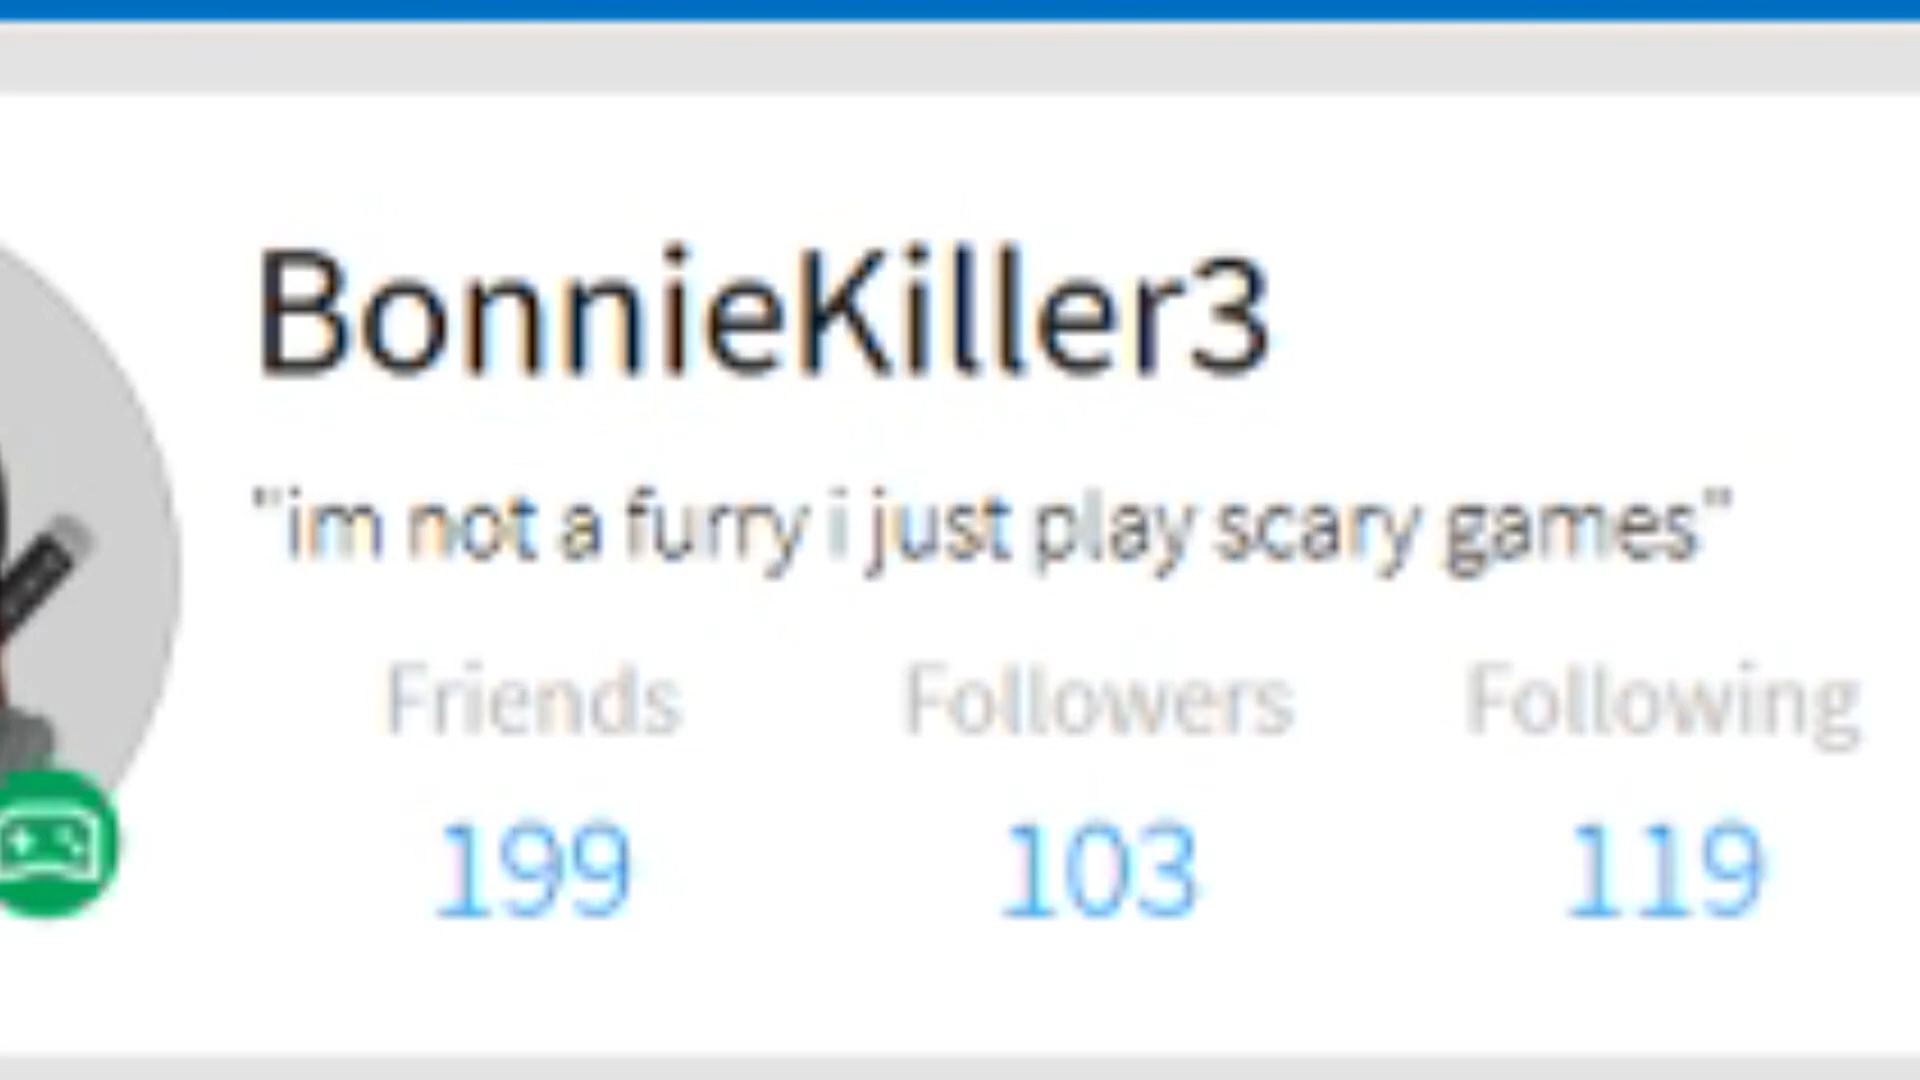 BonnieKiller3
"im not a furry i just play scary games"
Friends Followers Following
199 103 119